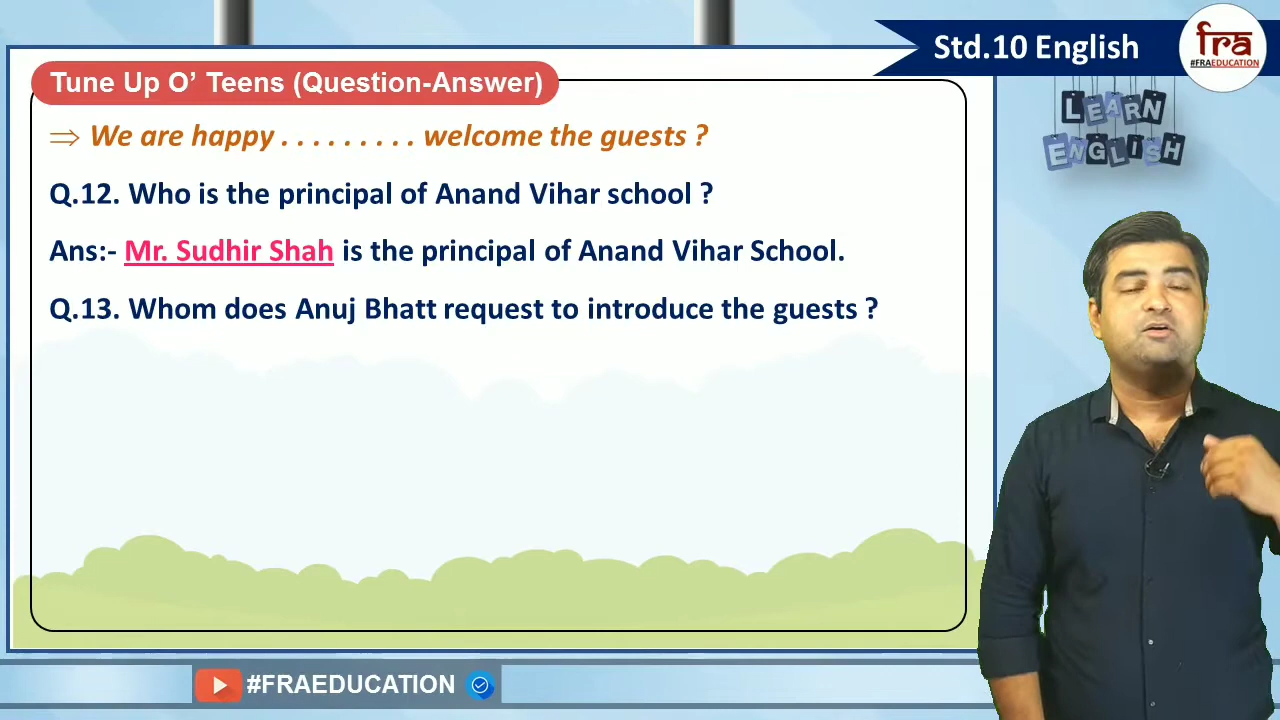 Std.10 English
fra
#FRAEDUCATION
LEARN
ENGLISH
Tune Up O’ Teens (Question-Answer)
⇒ We are happy . . . . . . . . . welcome the guests ?
Q.12. Who is the principal of Anand Vihar school ?
Ans:- Mr. Sudhir Shah is the principal of Anand Vihar School.
Q.13. Whom does Anuj Bhatt request to introduce the guests ?
#FRAEDUCATION